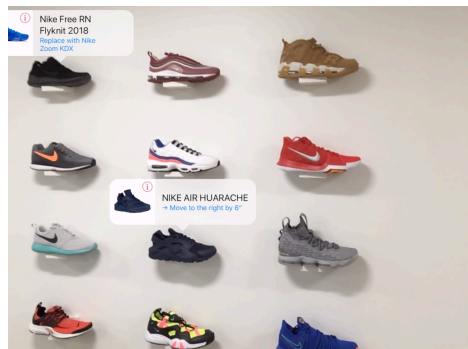 Nike Free RN
Flyknit 2018
Replace with Nike
Zoom KDX
NIKE AIR HUARACHE
→ Move to the right by 6"